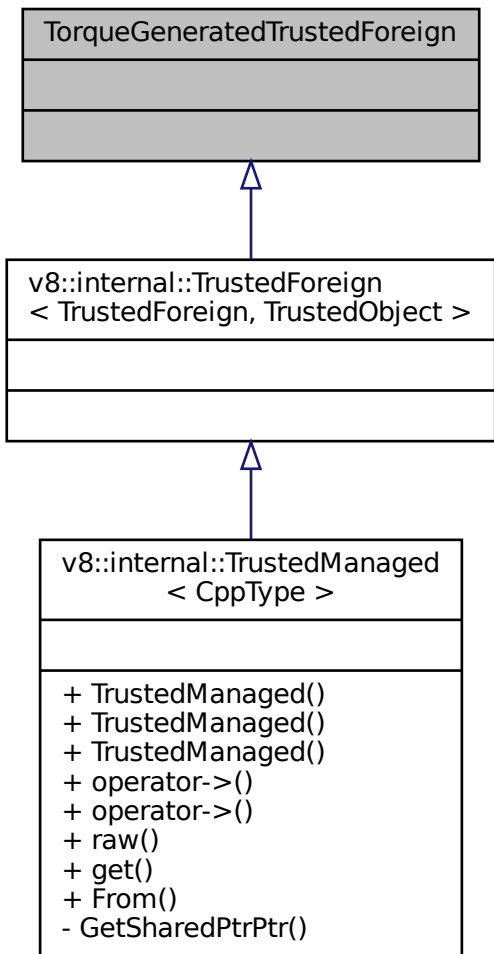 TorqueGeneratedTrustedForeign
v8::internal::TrustedForeign
< TrustedForeign, TrustedObject >
v8::internal::TrustedManaged
< CppType >
+ TrustedManaged()
+ TrustedManaged()
+ TrustedManaged()
+ operator->()
+ operator->()
+ raw()
+ get()
+ From()
- GetSharedPtrPtr()